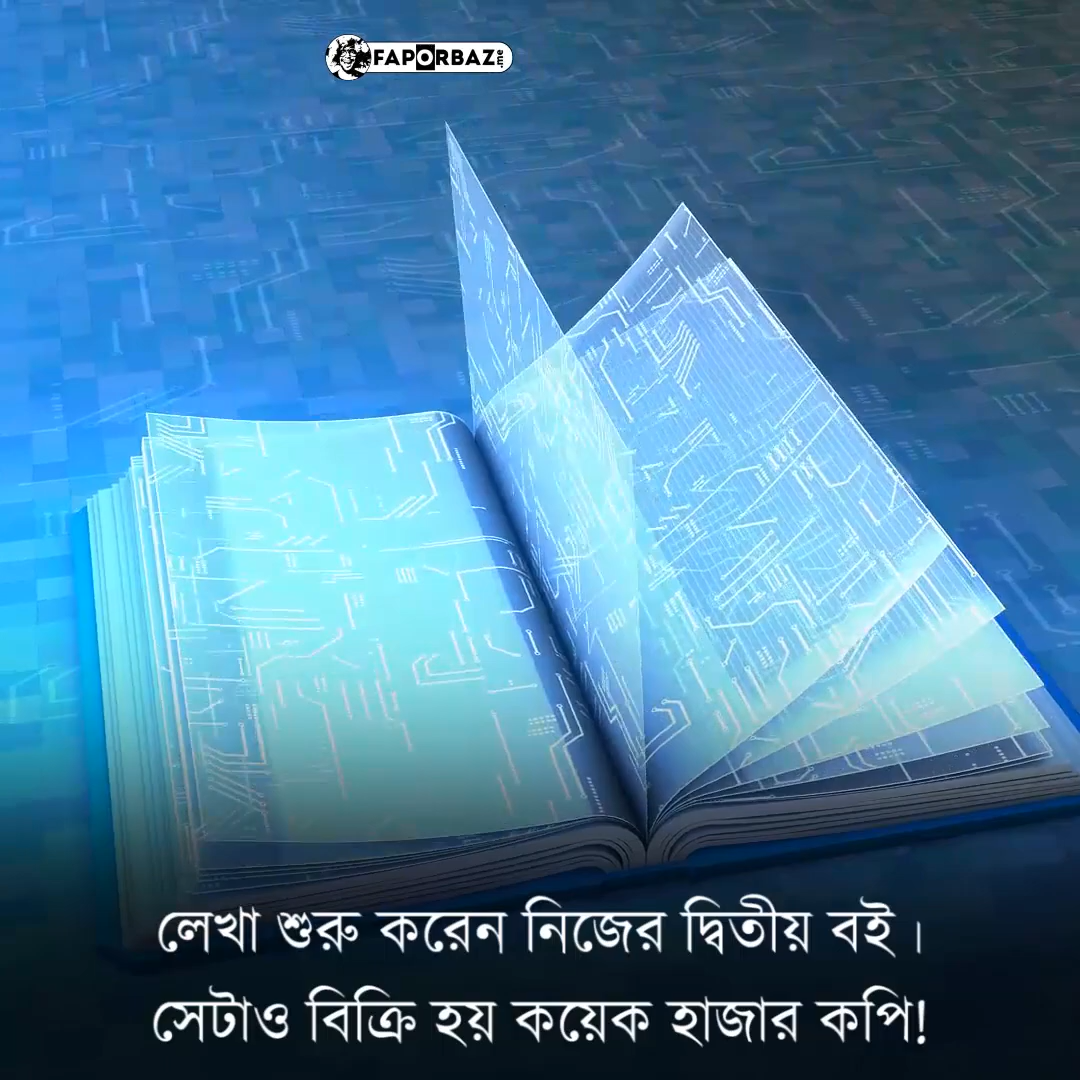 FAPORBAZ.me
লেখা শুরু করেন নিজের দ্বিতীয় বই।
সেটাও বিক্রি হয় কয়েক হাজার কপি!